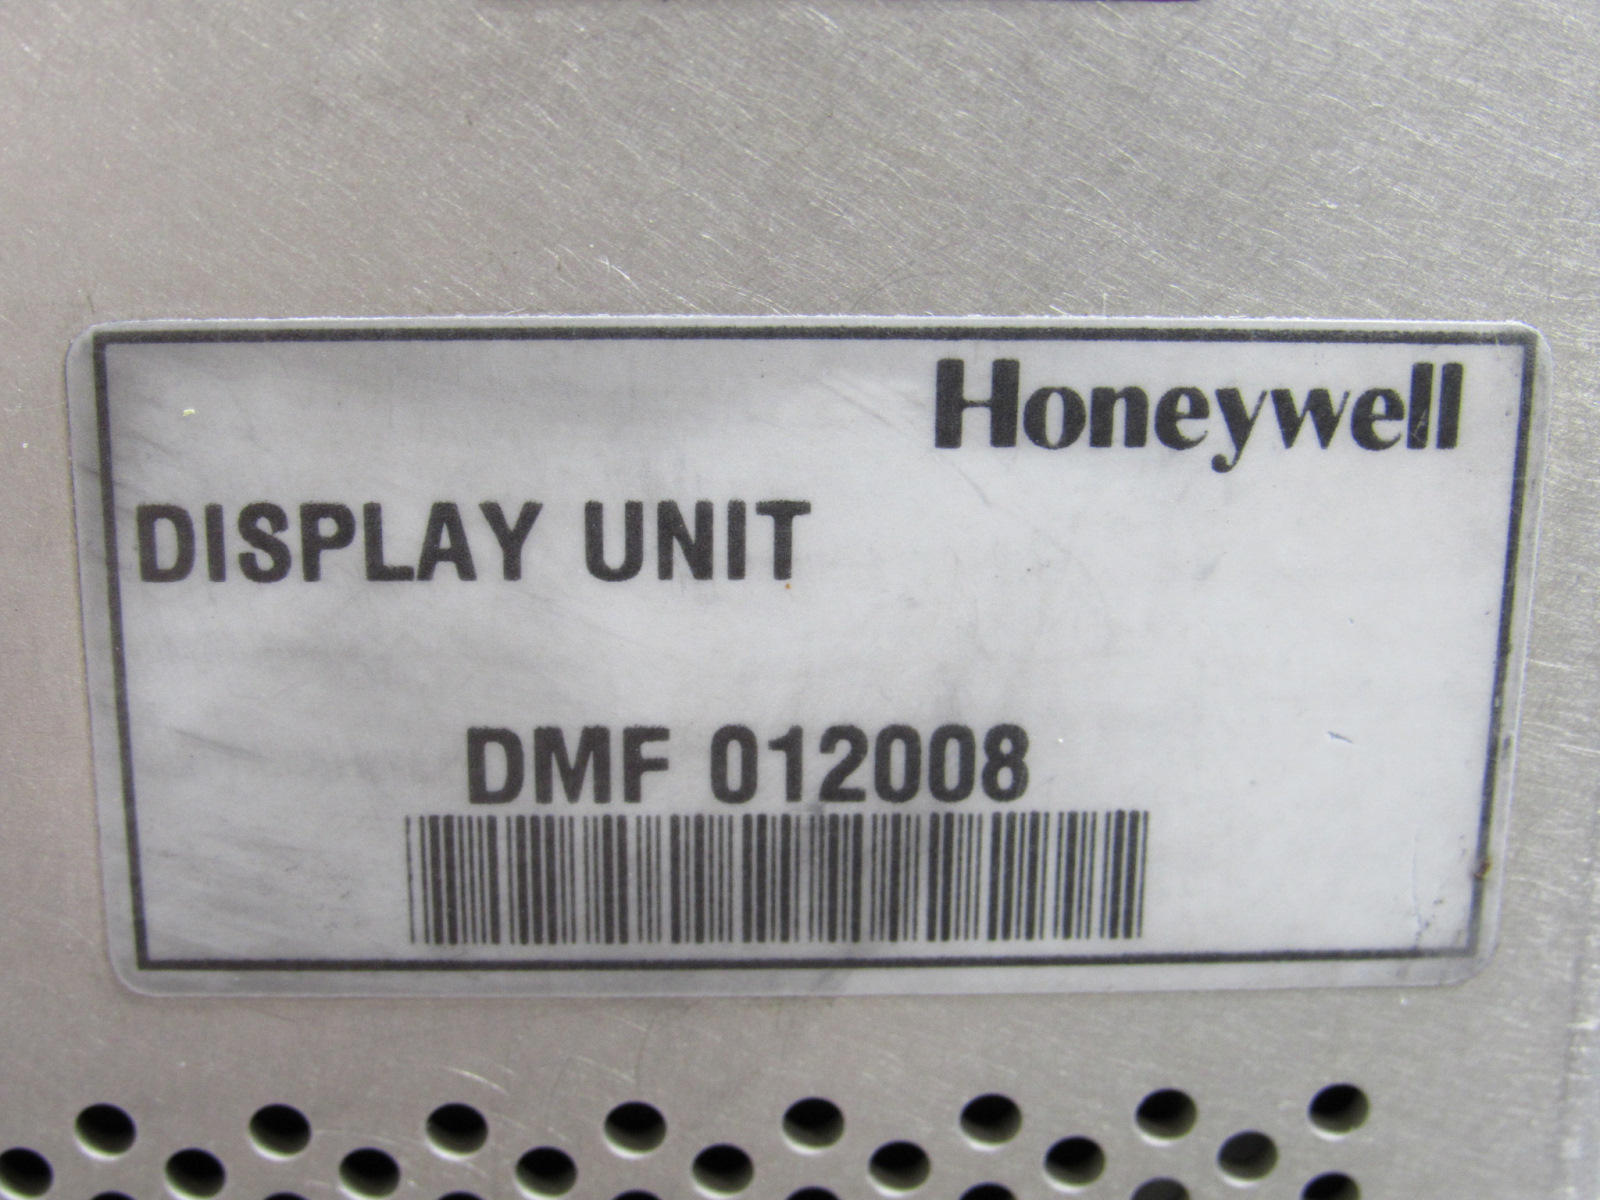 Honeywell
DISPLAY UNIT
DMF 012008